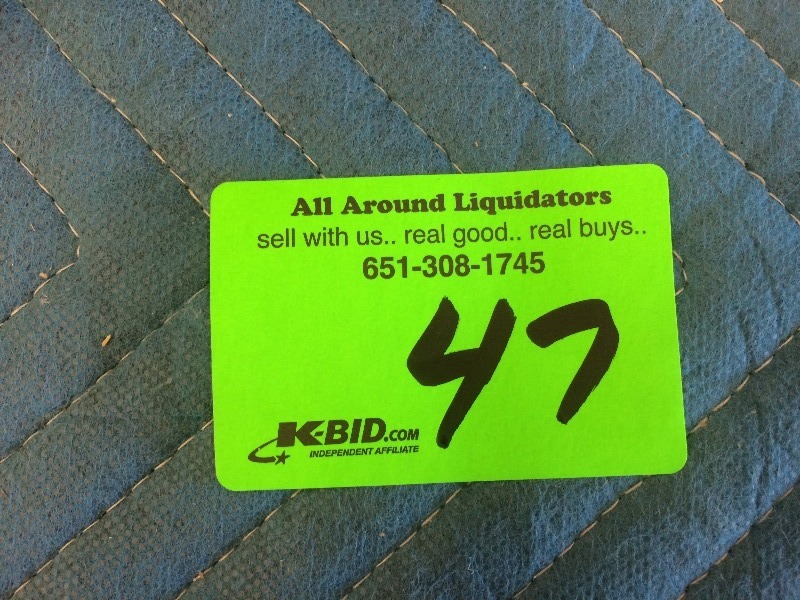 All Around Liquidators
sell with us.. real good.. real buys..
651-308-1745
47
K-BID.COM
INDEPENDENT AFFILIATE